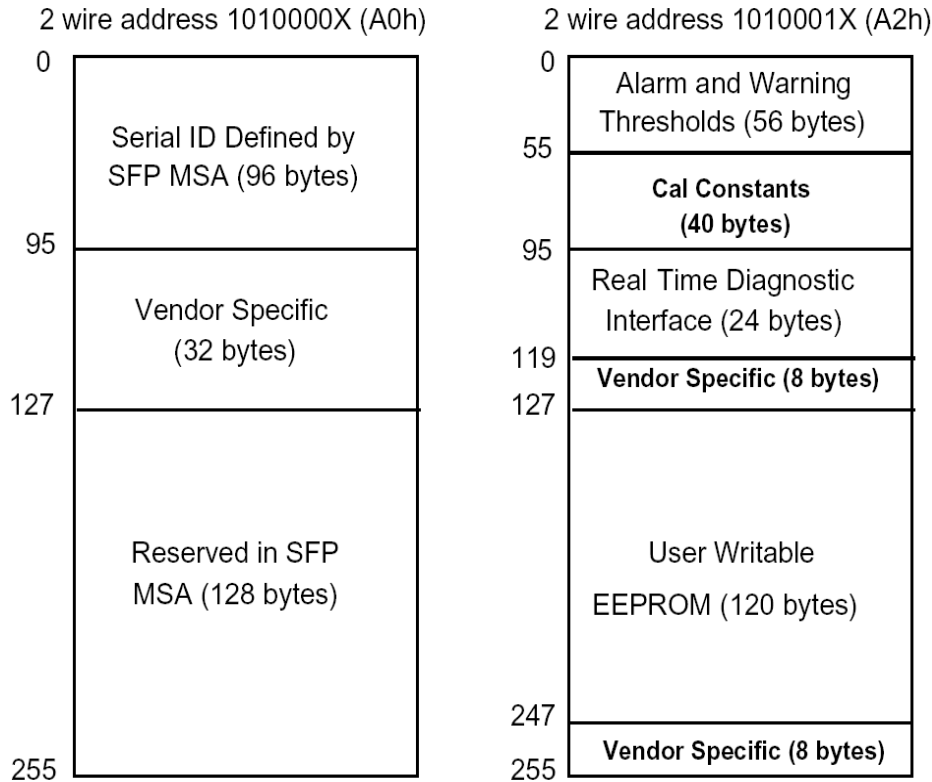 2 wire address 1010000X (A0h)
0
Serial ID Defined by
SFP MSA (96 bytes)
95
Vendor Specific
(32 bytes)
127
Reserved in SFP
MSA (128 bytes)
255
2 wire address 1010001X (A2h)
0
Alarm and Warning
Thresholds (56 bytes)
55
Cal Constants
(40 bytes)
95
Real Time Diagnostic
Interface (24 bytes)
119
Vendor Specific (8 bytes)
127
User Writable
EEPROM (120 bytes)
247
Vendor Specific (8 bytes)
255